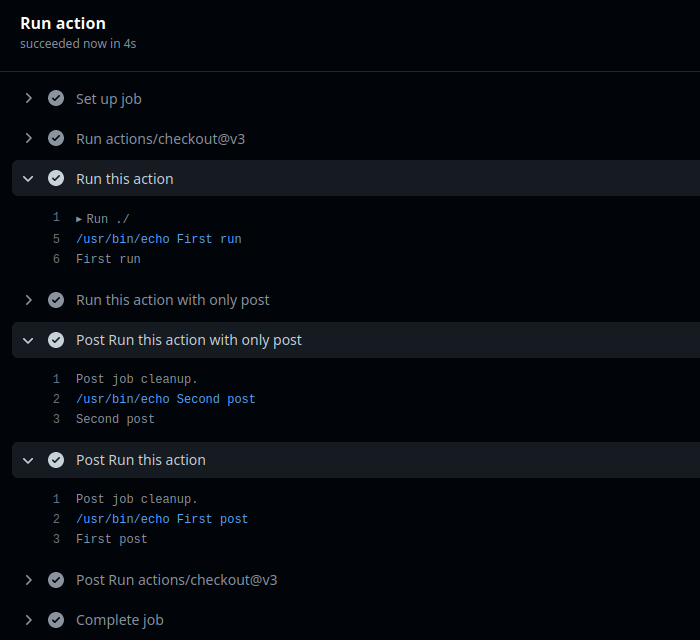 Run action
succeeded now in 4s
Set up job
Run actions/checkout@v3
Run this action
1 ▶ Run ./
5 /usr/bin/echo First run
6 First run
Run this action with only post
Post Run this action with only post
1 Post job cleanup.
2 /usr/bin/echo Second post
3 Second post
Post Run this action
1 Post job cleanup.
2 /usr/bin/echo First post
3 First post
Post Run actions/checkout@v3
Complete job